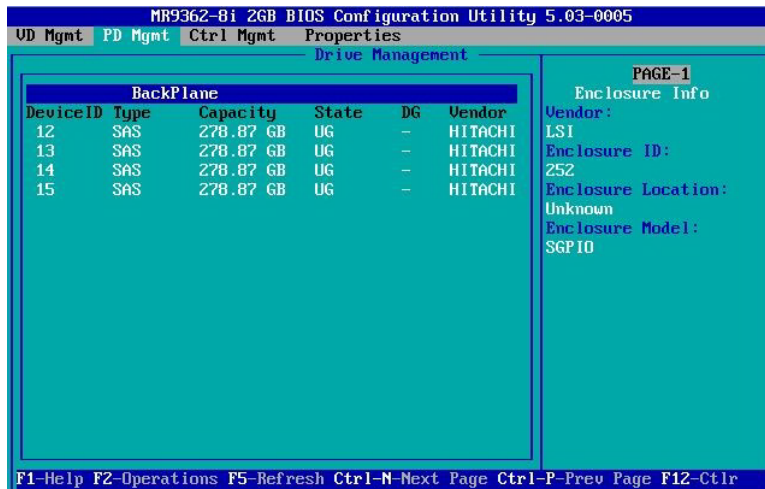 MR9362-8i 2GB BIOS Configuration Utility 5.03-0005
VD Mgmt PD Mgmt Ctrl Mgmt Properties
Drive Management
BackPlane
DeviceID Type Capacity State DG Vendor
12 SAS 278.87 GB UG - HITACHI
13 SAS 278.87 GB UG - HITACHI
14 SAS 278.87 GB UG - HITACHI
15 SAS 278.87 GB UG - HITACHI
PAGE-1
Enclosure Info
Vendor:
LSI
Enclosure ID:
252
Enclosure Location:
Unknown
Enclosure Model:
SGPIO
F1-Help F2-Operations F5-Refresh Ctrl-N-Next Page Ctrl-P-Prev Page F12-Ctlr